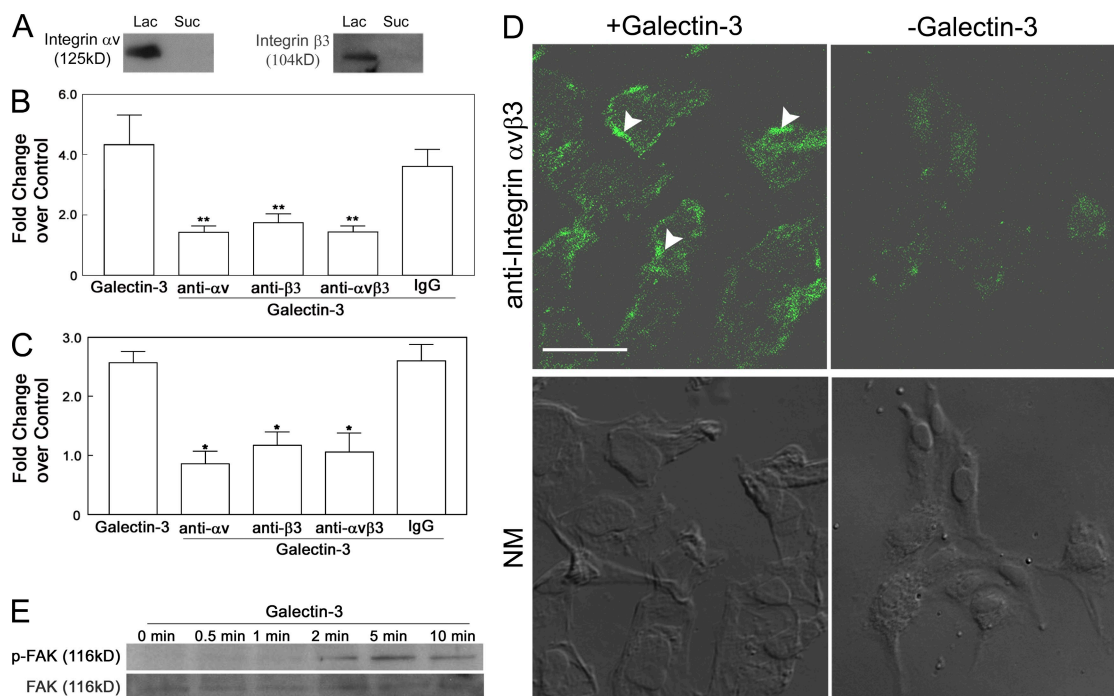 A
Lac Suc
Integrin αv
(125kD)
Lac Suc
Integrin β3
(104kD)
B
Fold Change
over Control
6.0
4.0
2.0
0
** ** **
Galectin-3 anti-αv anti-β3 anti-αvβ3 IgG
Galectin-3
C
Fold Change
over Control
3.0
2.0
1.0
0
* * *
Galectin-3 anti-αv anti-β3 anti-αvβ3 IgG
Galectin-3
D
+Galectin-3 -Galectin-3
anti-Integrin αvβ3
NM
E
Galectin-3
0 min 0.5 min 1 min 2 min 5 min 10 min
p-FAK (116kD)
FAK (116kD)